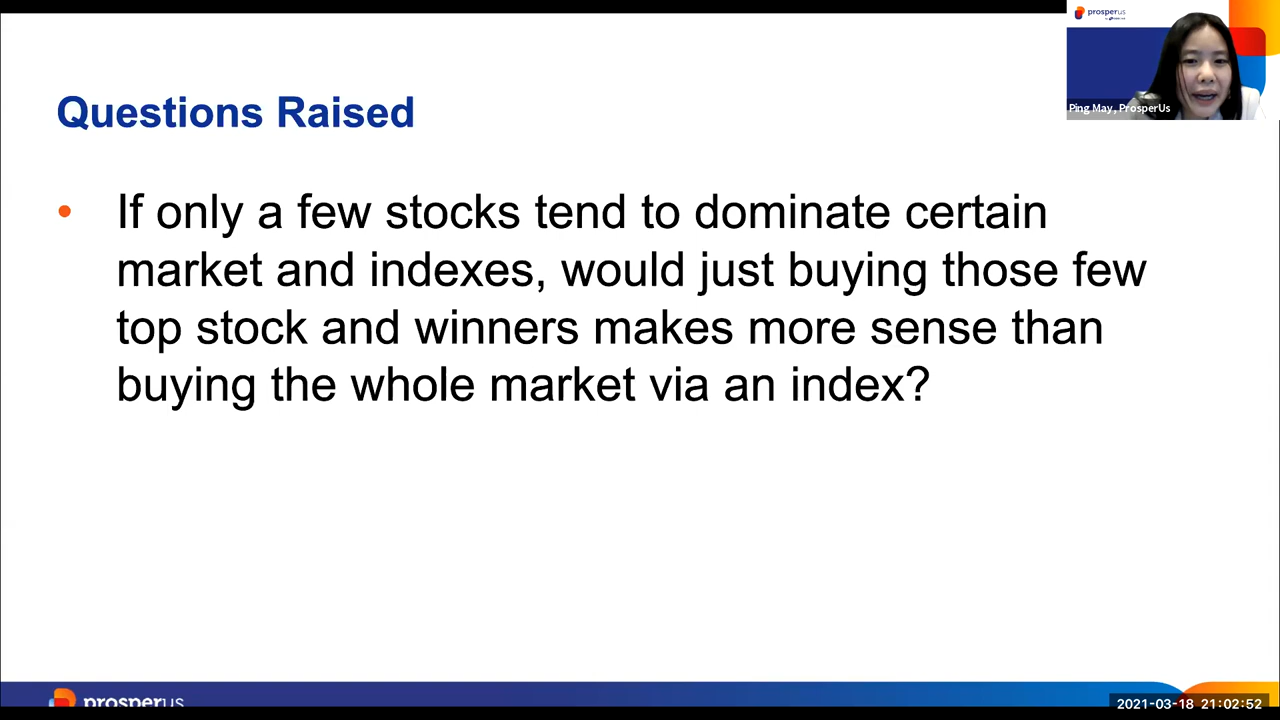 prosperus
Ping May, ProsperUs
Questions Raised
• If only a few stocks tend to dominate certain
market and indexes, would just buying those few
top stock and winners makes more sense than
buying the whole market via an index?
prosperus
2021-03-18 21:02:52